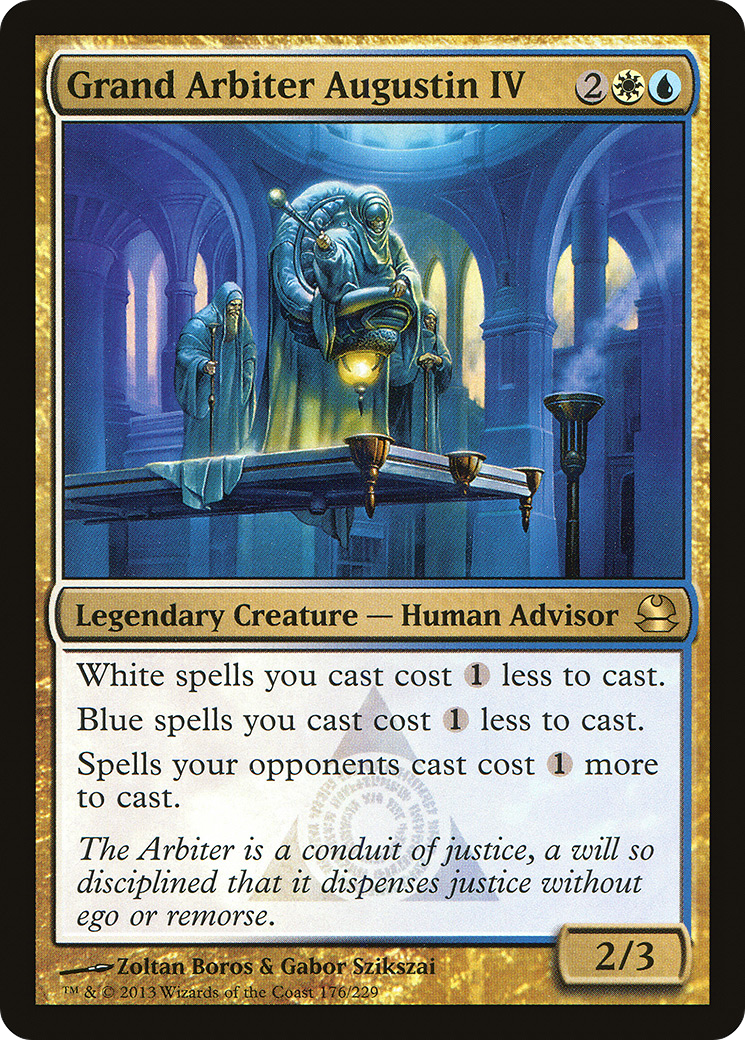 Grand Arbiter Augustin IV 2
Legendary Creature — Human Advisor
White spells you cast cost 1 less to cast.
Blue spells you cast cost 1 less to cast.
Spells your opponents cast cost 1 more
to cast.
The Arbiter is a conduit of justice, a will so
disciplined that it dispenses justice without
ego or remorse.
2/3
Zoltan Boros & Gabor Szikszai
™ & © 2013 Wizards of the Coast 176/229